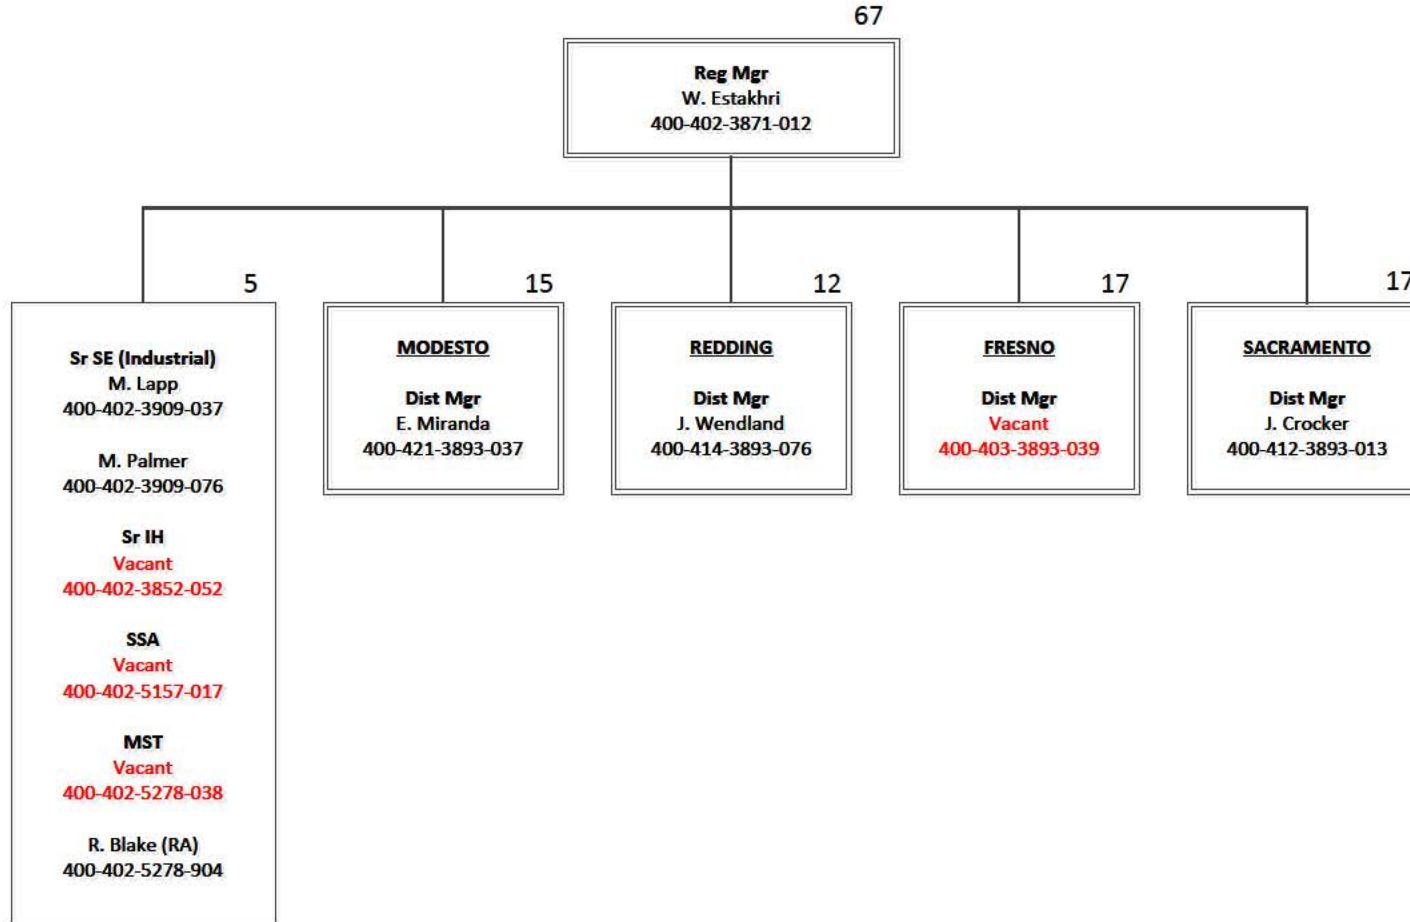 67
Reg Mgr
W. Estakhri
400-402-3871-012
5
Sr SE (Industrial)
M. Lapp
400-402-3909-037
M. Palmer
400-402-3909-076
Sr IH
Vacant
400-402-3852-052
SSA
Vacant
400-402-5157-017
MST
Vacant
400-402-5278-038
R. Blake (RA)
400-402-5278-904
15
MODESTO
Dist Mgr
E. Miranda
400-421-3893-037
12
REDDING
Dist Mgr
J. Wendland
400-414-3893-076
17
FRESNO
Dist Mgr
Vacant
400-403-3893-039
17
SACRAMENTO
Dist Mgr
J. Crocker
400-412-3893-013